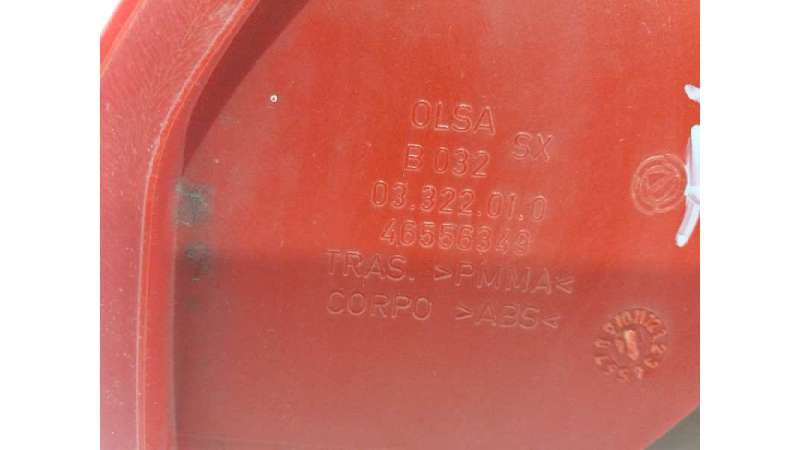 OLSA SX
B 032
03.322.01.0
46556349
TRAS. >PMMA<
CORPO >ABS<